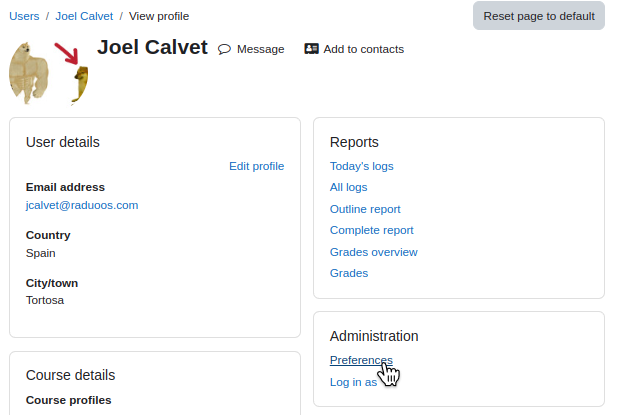 Users / Joel Calvet / View profile
Reset page to default
Joel Calvet Message Add to contacts
User details
Edit profile
Email address
jcalvet@raduoos.com
Country
Spain
City/town
Tortosa
Course details
Course profiles
Reports
Today's logs
All logs
Outline report
Complete report
Grades overview
Grades
Administration
Preferences
Log in as